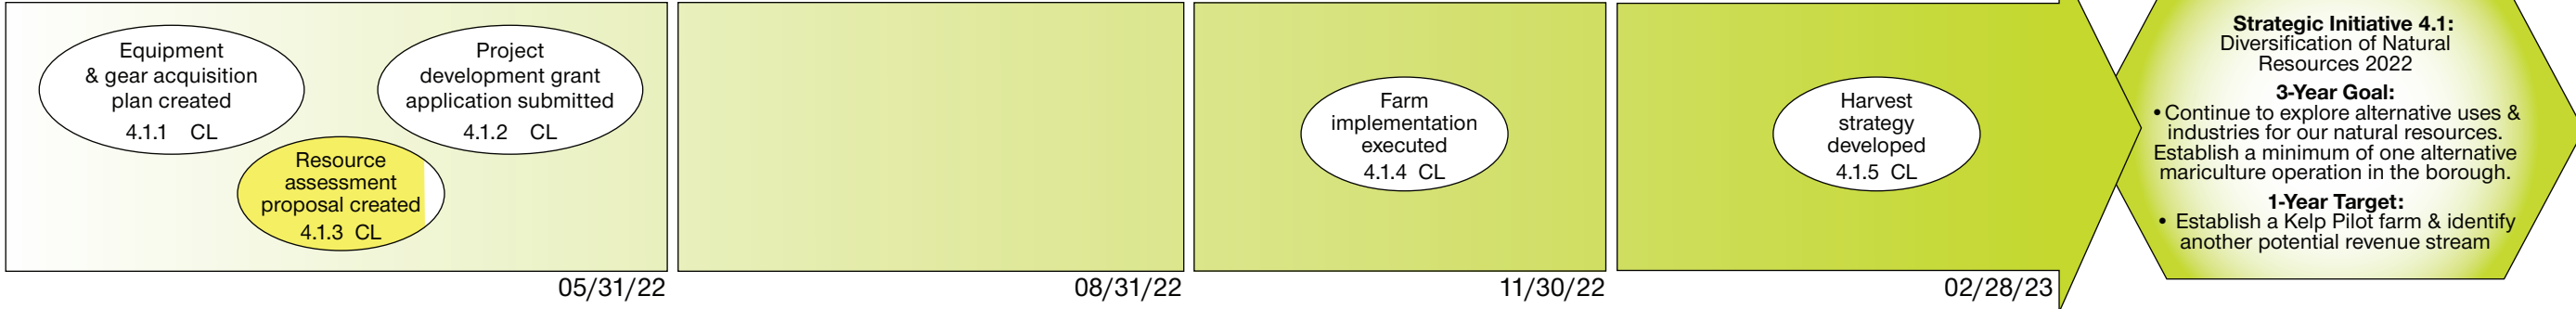 Equipment
& gear acquisition
plan created
4.1.1 CL
Project
development grant
application submitted
4.1.2 CL
Resource
assessment
proposal created
4.1.3 CL
05/31/22
08/31/22
Farm
implementation
executed
4.1.4 CL
11/30/22
Harvest
strategy
developed
4.1.5 CL
02/28/23
Strategic Initiative 4.1:
Diversification of Natural
Resources 2022
3-Year Goal:
• Continue to explore alternative uses &
industries for our natural resources.
Establish a minimum of one alternative
mariculture operation in the borough.
1-Year Target:
• Establish a Kelp Pilot farm & identify
another potential revenue stream